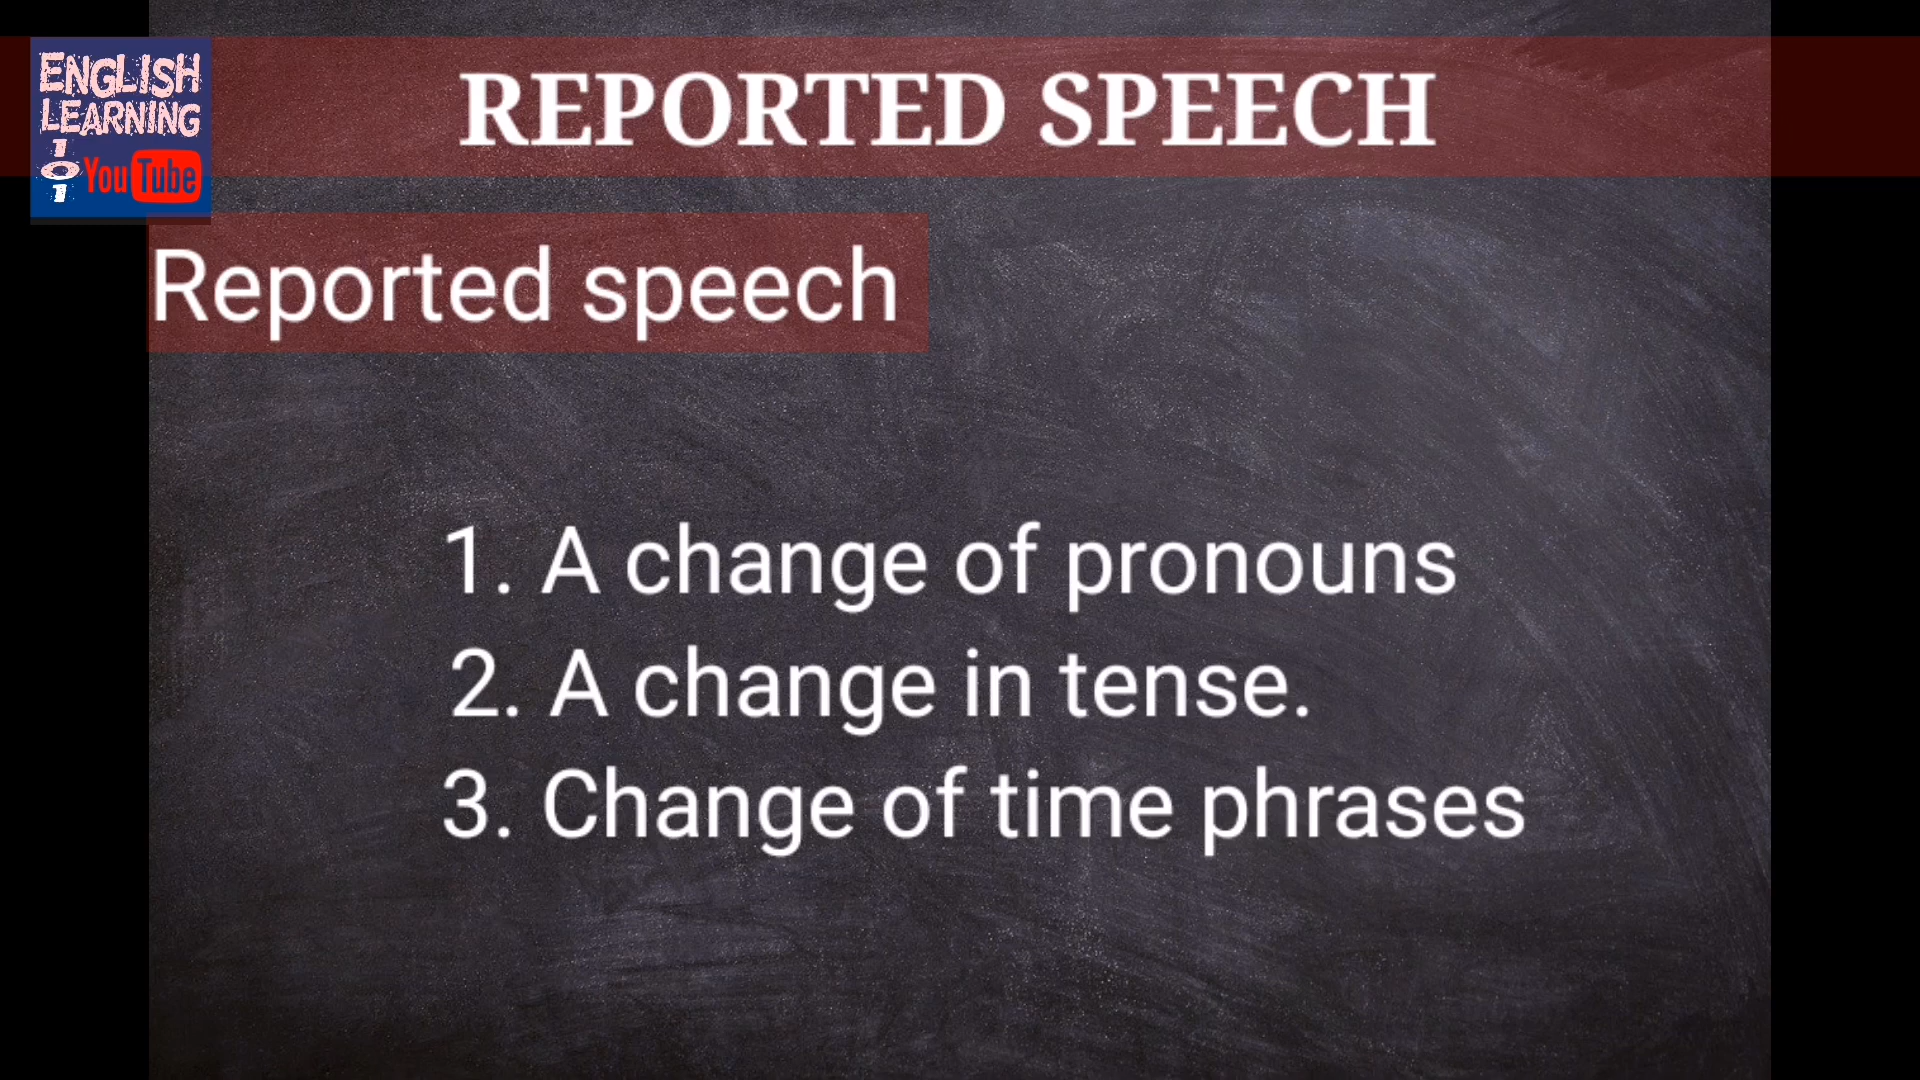 ENGLISH
LEARNING
101
YouTube
REPORTED SPEECH
Reported speech
1. A change of pronouns
2. A change in tense.
3. Change of time phrases